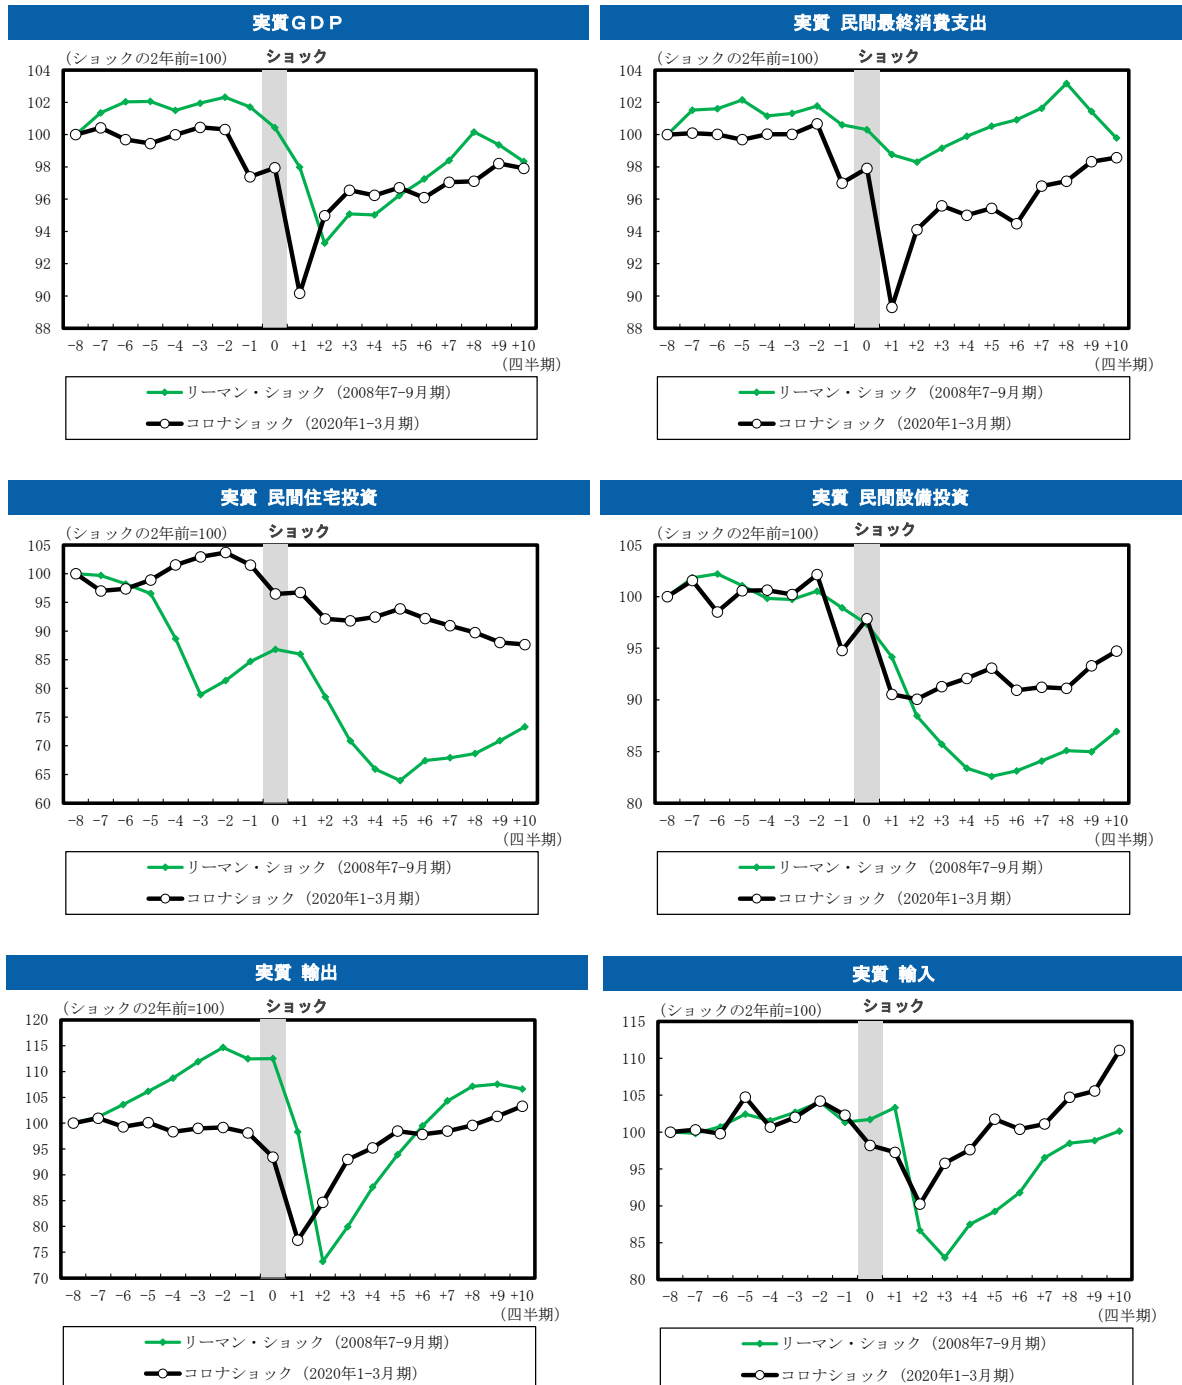 実質GDP
(ショックの2年前=100)
ショック
104
102
100
98
96
94
92
90
88
-8 -7 -6 -5 -4 -3 -2 -1 0 +1 +2 +3 +4 +5 +6 +7 +8 +9 +10
(四半期)
リーマン・ショック(2008年7-9月期)
コロナショック(2020年1-3月期)
実質 民間最終消費支出
(ショックの2年前=100)
ショック
104
102
100
98
96
94
92
90
88
-8 -7 -6 -5 -4 -3 -2 -1 0 +1 +2 +3 +4 +5 +6 +7 +8 +9 +10
(四半期)
リーマン・ショック(2008年7-9月期)
コロナショック(2020年1-3月期)
実質 民間住宅投資
(ショックの2年前=100)
ショック
105
100
95
90
85
80
75
70
65
60
-8 -7 -6 -5 -4 -3 -2 -1 0 +1 +2 +3 +4 +5 +6 +7 +8 +9 +10
(四半期)
リーマン・ショック(2008年7-9月期)
コロナショック(2020年1-3月期)
実質 民間設備投資
(ショックの2年前=100)
ショック
105
100
95
90
85
80
-8 -7 -6 -5 -4 -3 -2 -1 0 +1 +2 +3 +4 +5 +6 +7 +8 +9 +10
(四半期)
リーマン・ショック(2008年7-9月期)
コロナショック(2020年1-3月期)
実質 輸出
(ショックの2年前=100)
ショック
120
115
110
105
100
95
90
85
80
75
70
-8 -7 -6 -5 -4 -3 -2 -1 0 +1 +2 +3 +4 +5 +6 +7 +8 +9 +10
(四半期)
リーマン・ショック(2008年7-9月期)
コロナショック(2020年1-3月期)
実質 輸入
(ショックの2年前=100)
ショック
115
110
105
100
95
90
85
80
-8 -7 -6 -5 -4 -3 -2 -1 0 +1 +2 +3 +4 +5 +6 +7 +8 +9 +10
(四半期)
リーマン・ショック(2008年7-9月期)
コロナショック(2020年1-3月期)